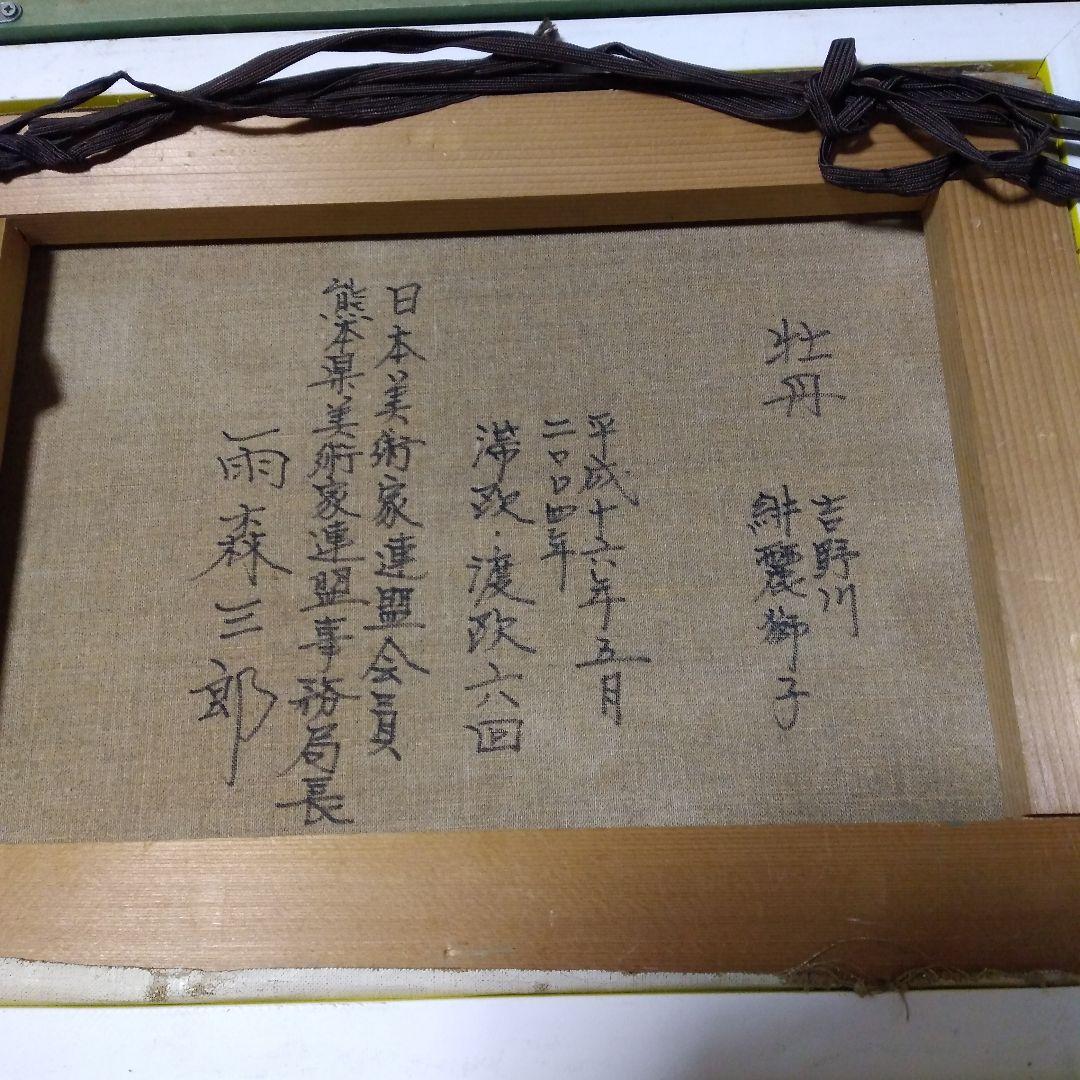 牡丹
吉野川
緋麗獅子
平成十六年五月
二〇〇四年
滞欧・渡欧六回
日本美術家連盟会員
熊本県美術家連盟事務局長
雨森三郎